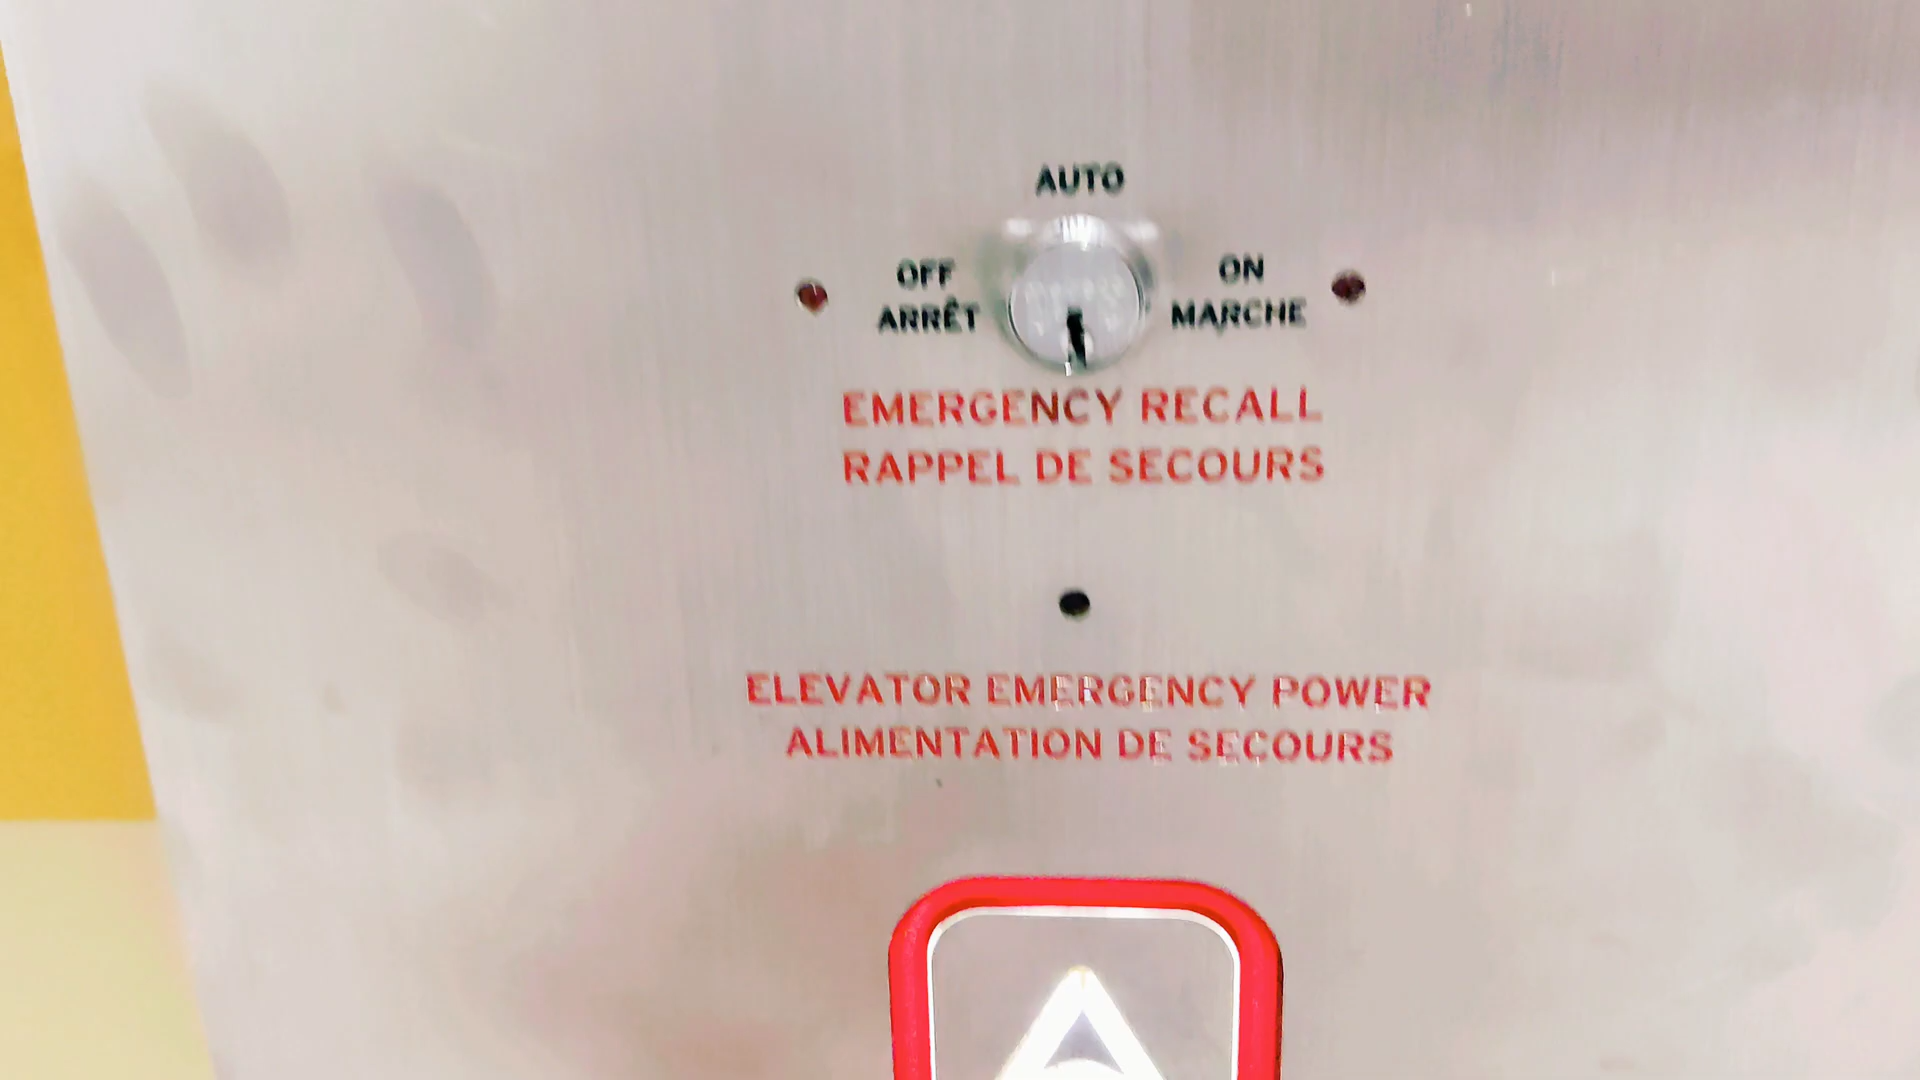 AUTO
OFF
ARRÊT
ON
MARCHE
EMERGENCY RECALL
RAPPEL DE SECOURS
ELEVATOR EMERGENCY POWER
ALIMENTATION DE SECOURS